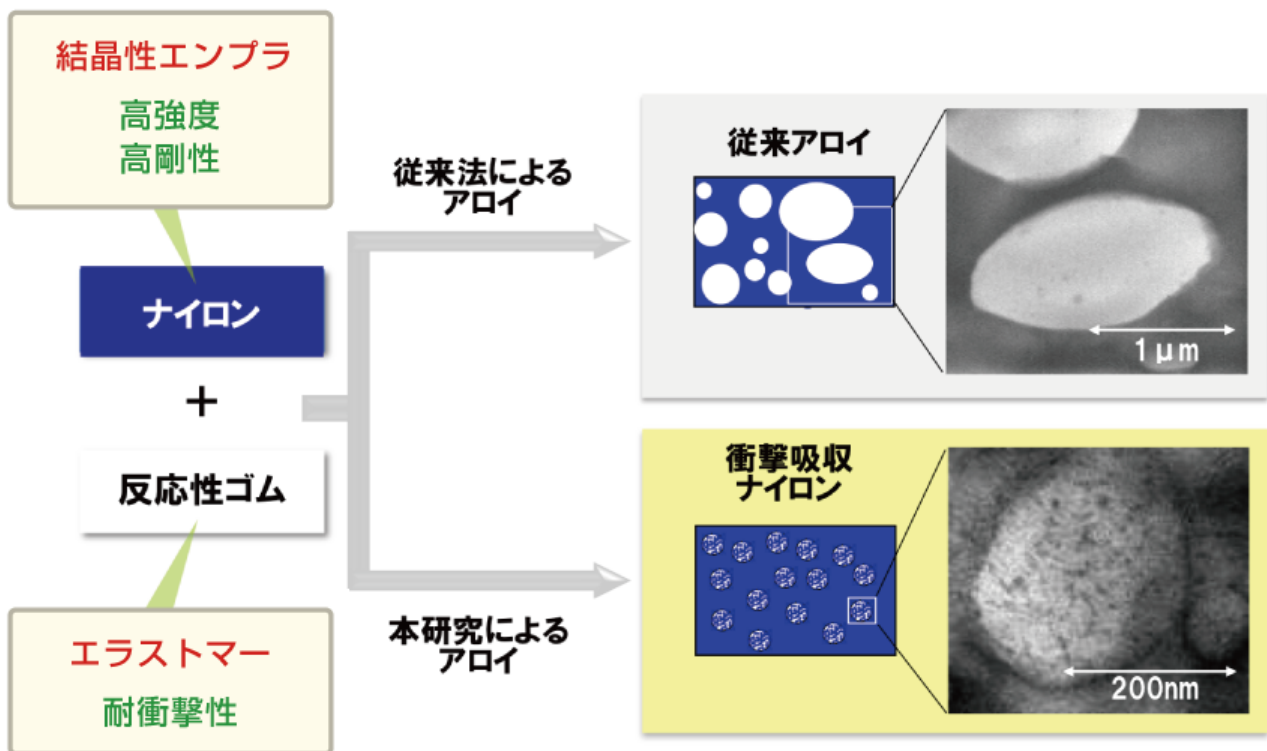 結晶性エンプラ
高強度
高剛性
ナイロン
+
反応性ゴム
エラストマー
耐衝撃性
従来法による
アロイ
本研究による
アロイ
従来アロイ
1μm
衝撃吸収
ナイロン
200nm